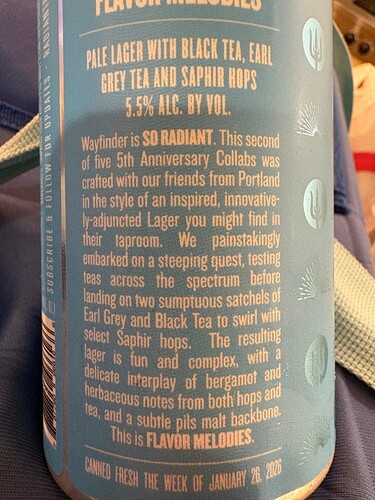 FLAVOR MELODIES
PALE LAGER WITH BLACK TEA, EARL
GREY TEA AND SAPHIR HOPS
5.5% ALC. BY VOL.
Wayfinder is SO RADIANT. This second
of five 5th Anniversary Collabs was
crafted with our friends from Portland
in the style of an inspired, innovative-
ly-adjuncted Lager you might find in
their taproom. We painstakingly
embarked on a steeping quest, testing
teas across the spectrum before
landing on two sumptuous satchels of
Earl Grey and Black Tea to swirl with
select Saphir hops. The resulting
lager is fun and complex, with a
delicate interplay of bergamot and
herbaceous notes from both hops and
tea, and a subtle pils malt backbone.
This is FLAVOR MELODIES.
CANNED FRESH THE WEEK OF JANUARY 26, 2026
SUBSCRIBE & FOLLOW FOR UPDATES